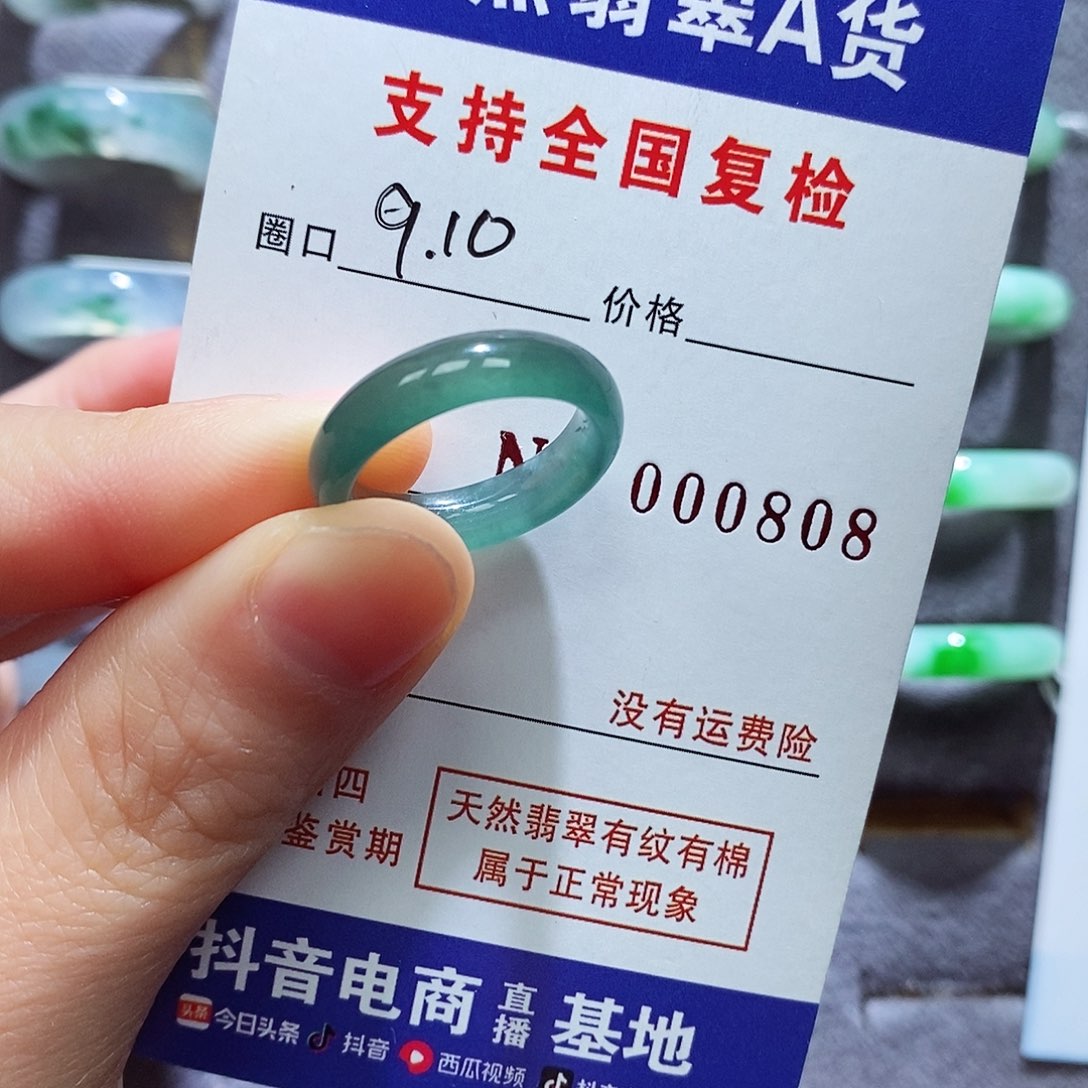 然翡翠A货
支持全国复检
圈口 9.10 价格
000808
没有运费险
四
鉴赏期
天然翡翠有纹有棉
属于正常现象
抖音电商直播基地
头条 今日头条 抖音 西瓜视频